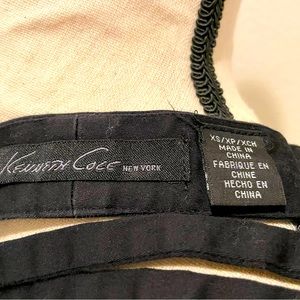 Kenneth Cole NEW YORK
XS/XP/XCH
MADE IN
CHINA
FABRIQUE EN
CHINE
HECHO EN
CHINA